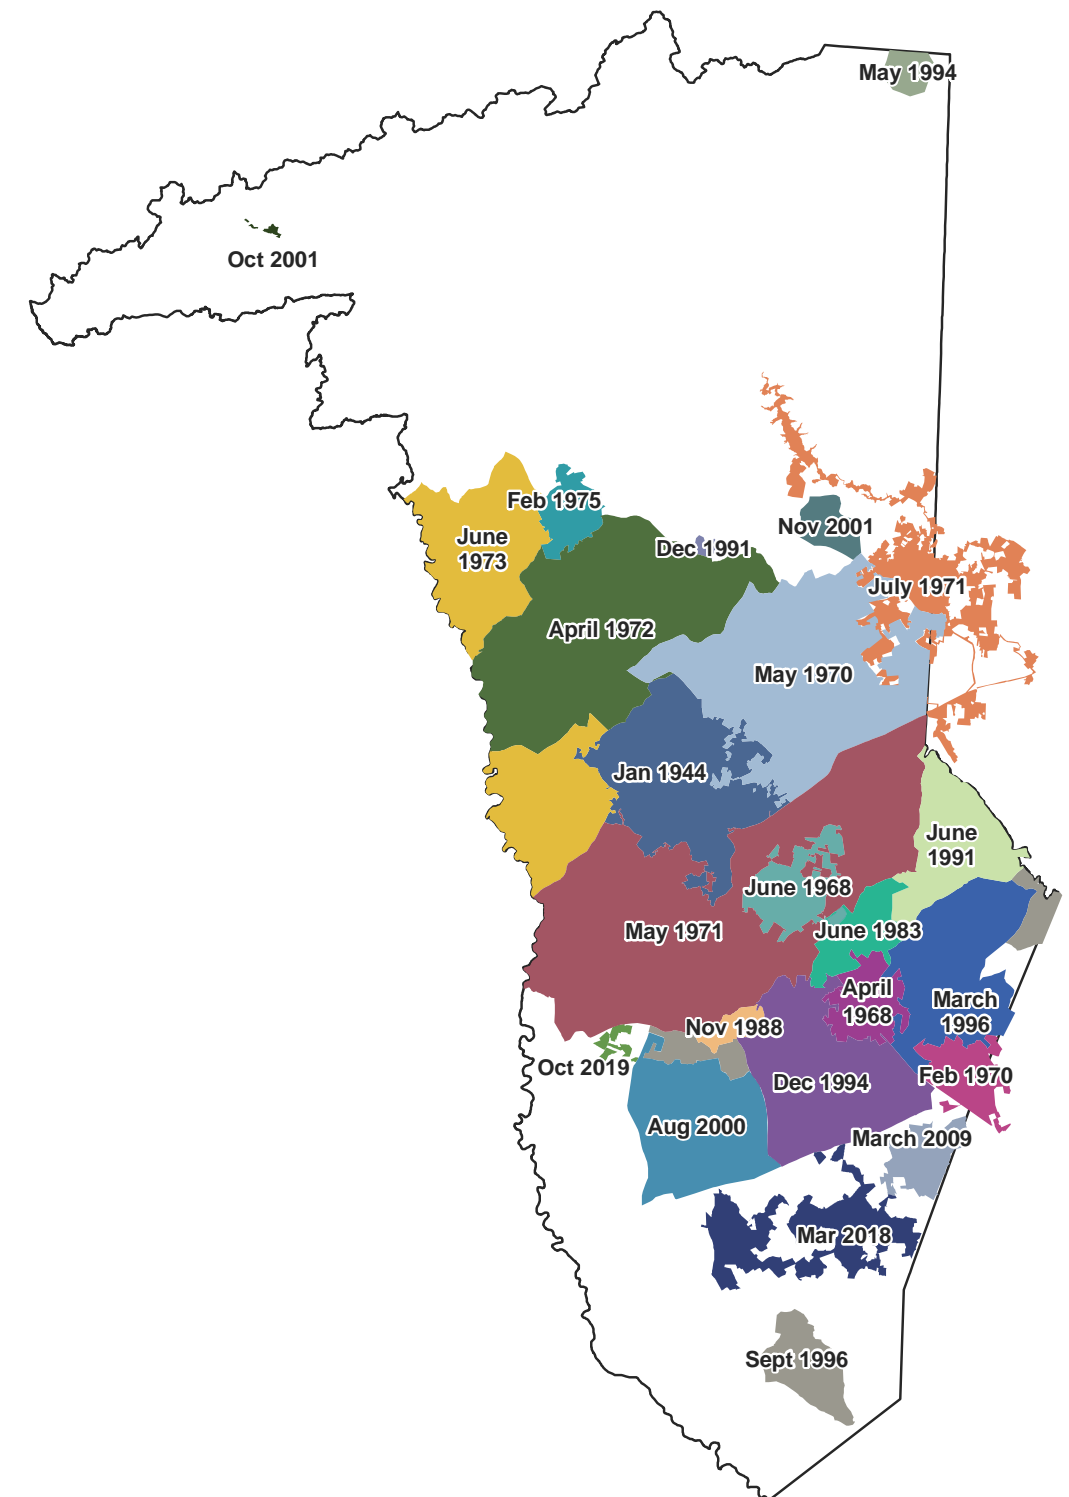 May 1994
Oct 2001
Feb 1975
Nov 2001
June
1973
Dec 1991
July 1971
April 1972
May 1970
Jan 1944
June
1991
June 1968
May 1971
June 1983
April
1968
March
1996
Nov 1988
Oct 2019
Feb 1970
Dec 1994
Aug 2000
March 2009
Mar 2018
Sept 1996